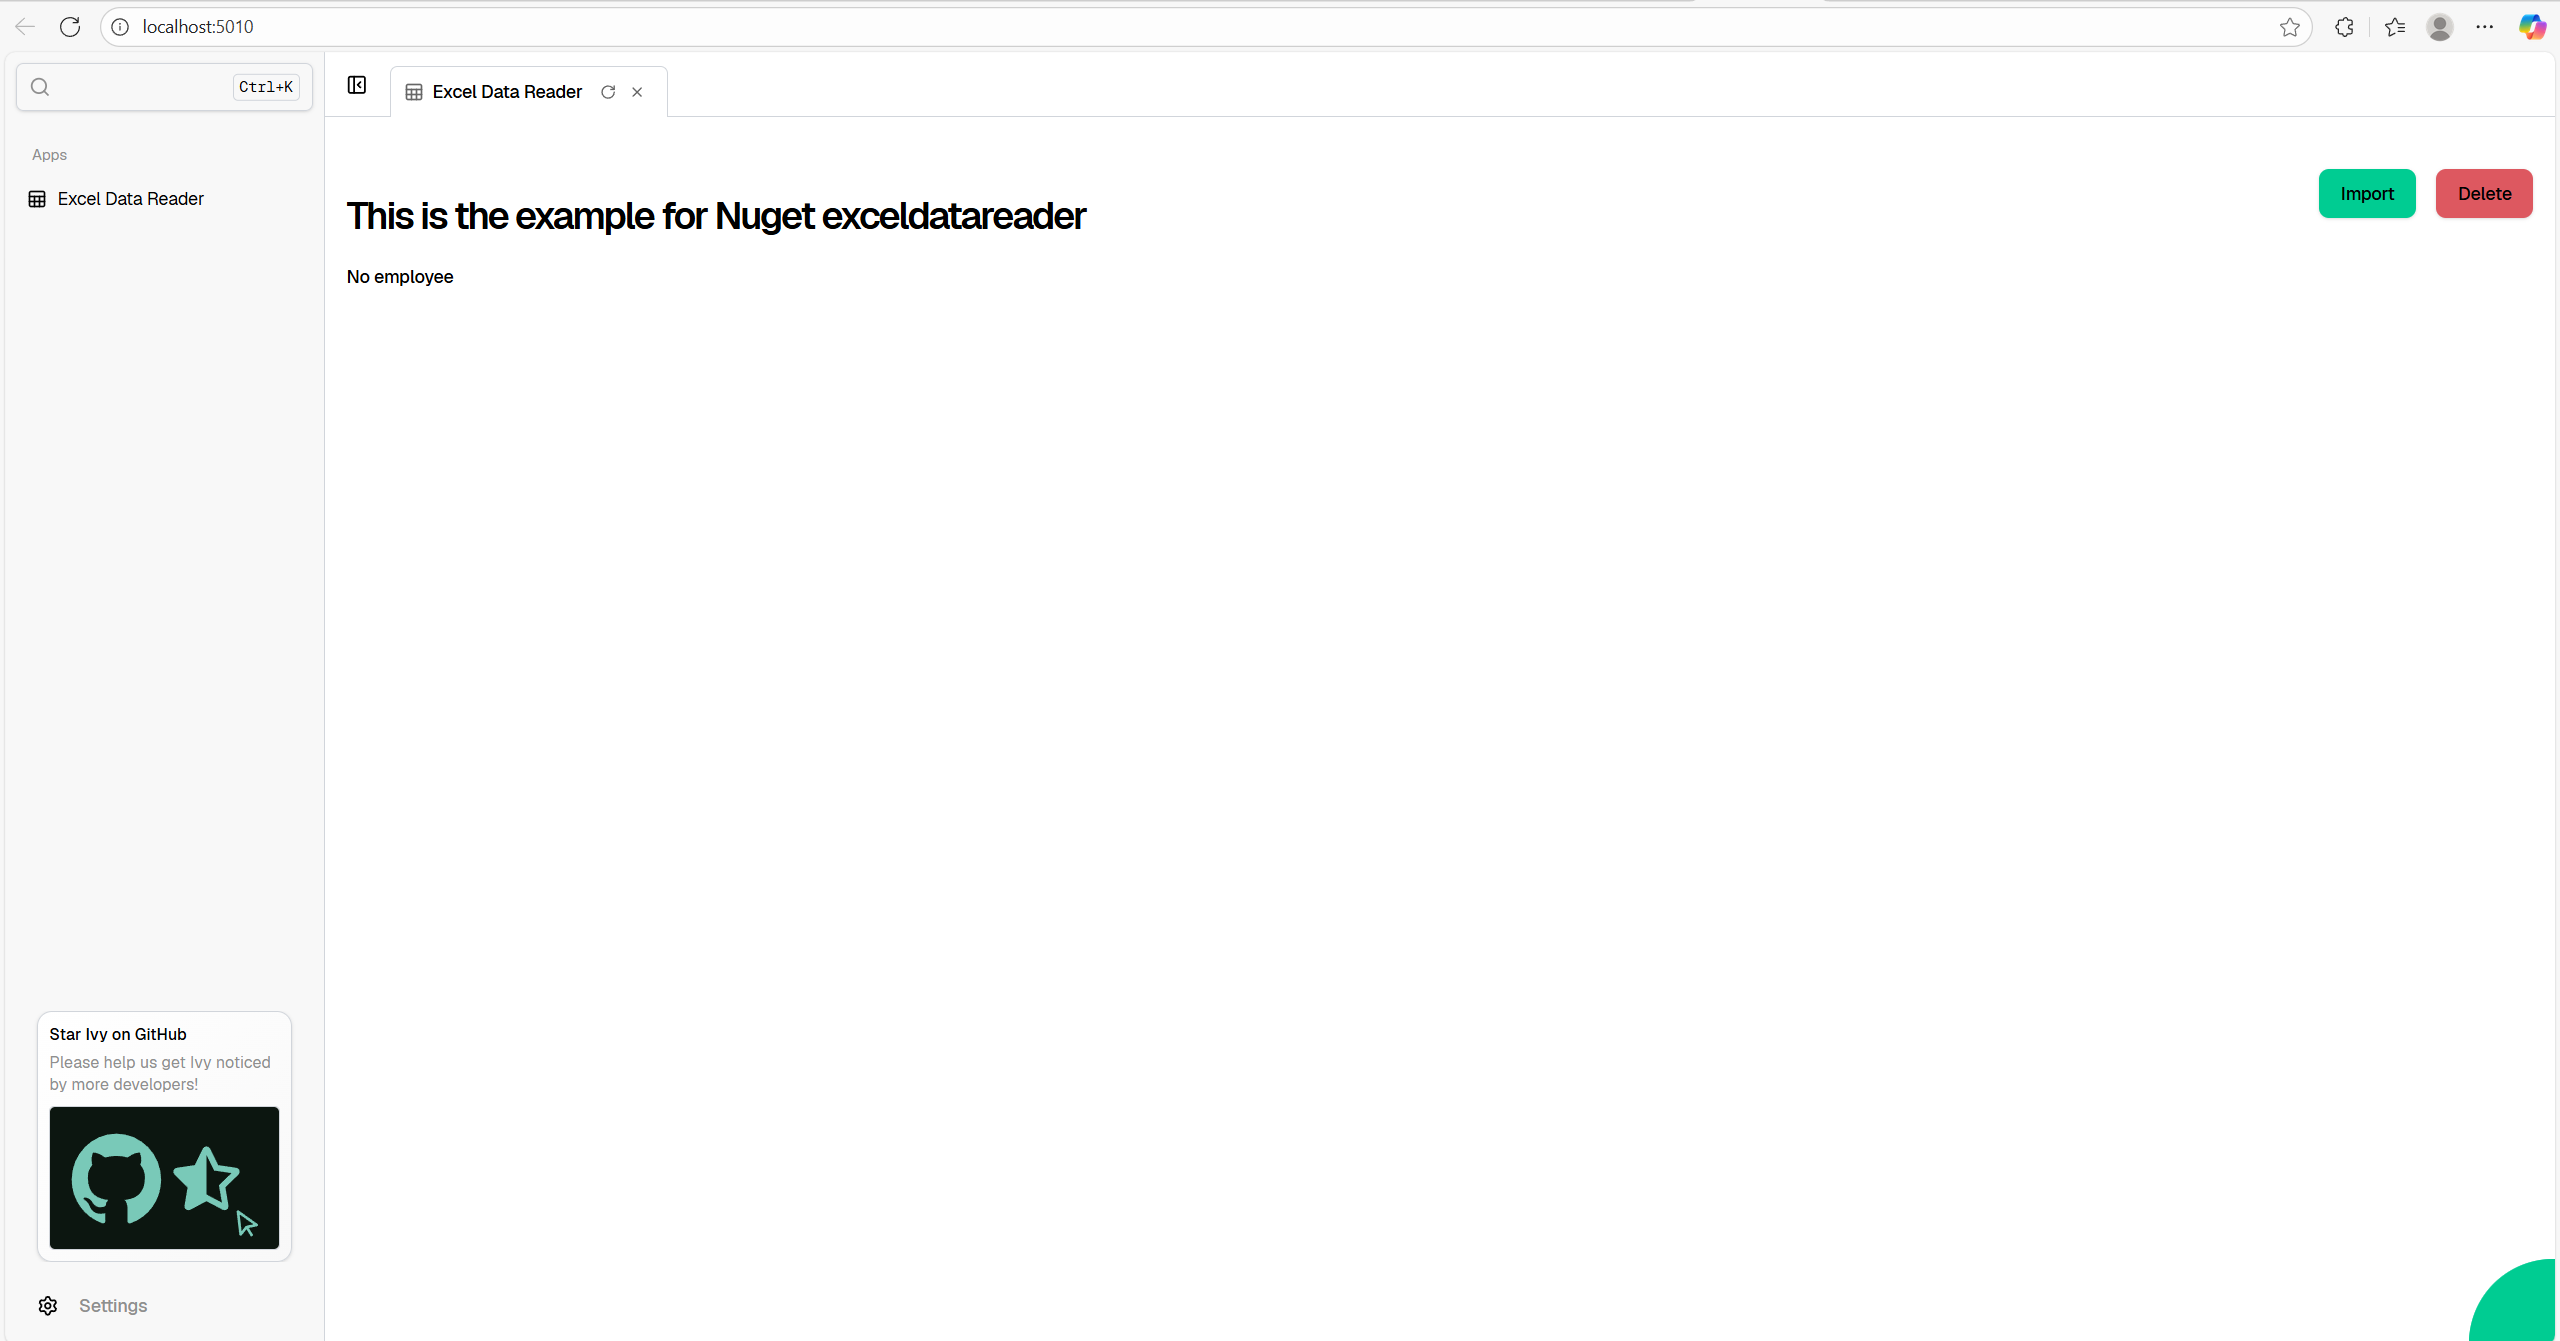 localhost:5010
Ctrl+K
Apps
Excel Data Reader
Excel Data Reader
Import
Delete
This is the example for Nuget exceldatareader
No employee
Star Ivy on GitHub
Please help us get Ivy noticed
by more developers!
Settings